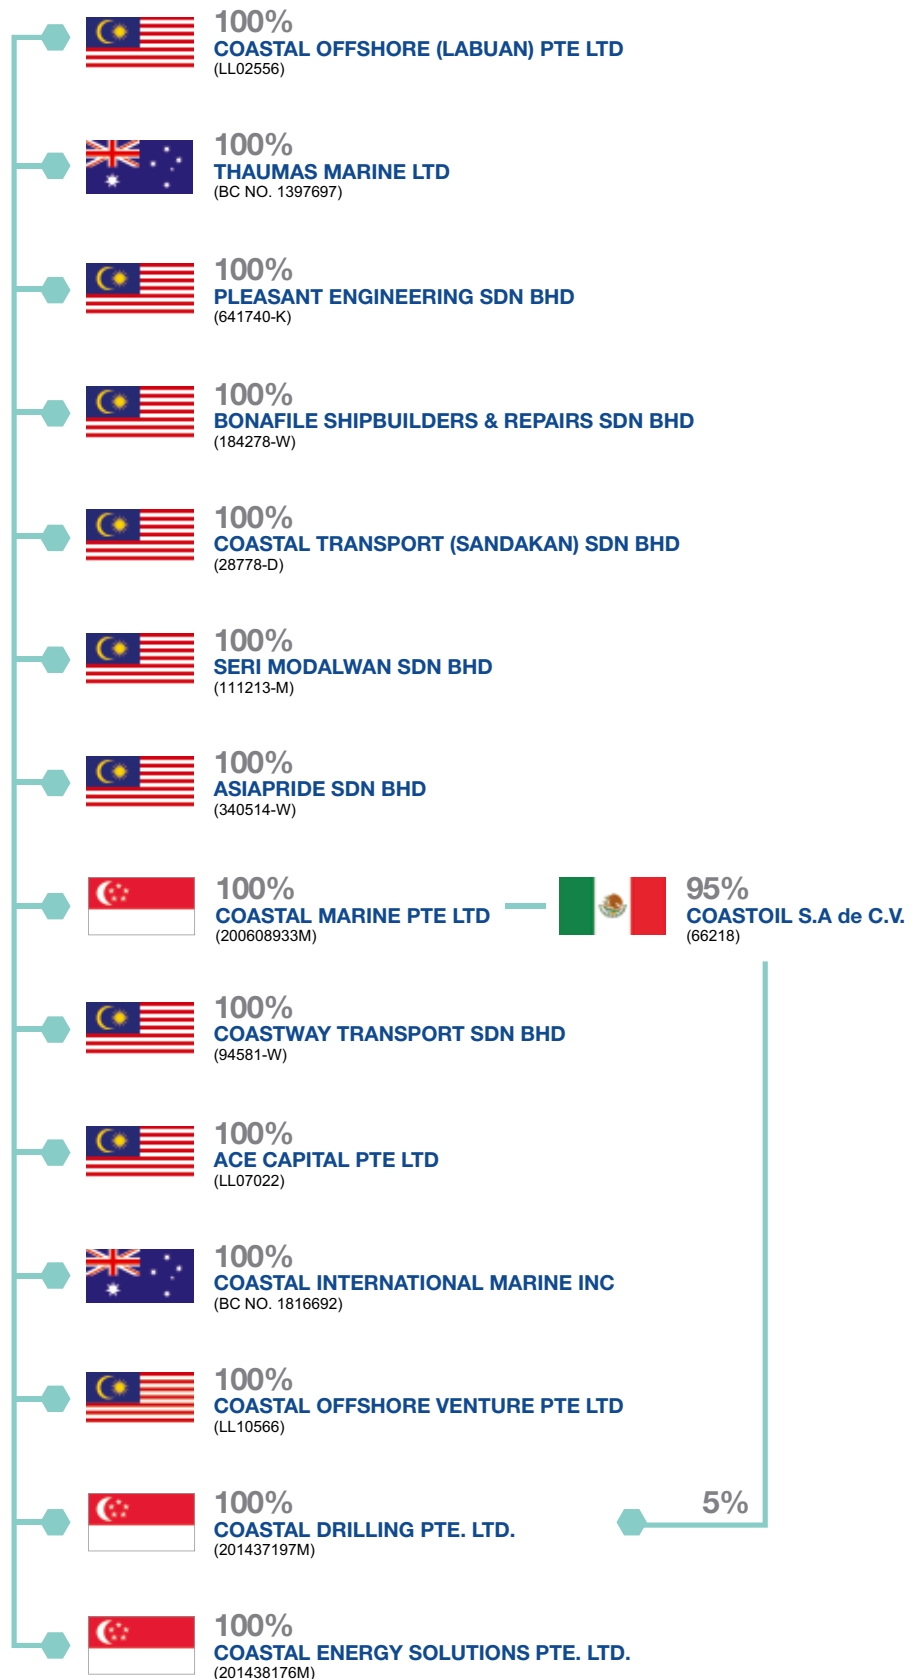 100%
COASTAL OFFSHORE (LABUAN) PTE LTD
(LL02556)
100%
THAUMAS MARINE LTD
(BC NO. 1397697)
100%
PLEASANT ENGINEERING SDN BHD
(641740-K)
100%
BONAFILE SHIPBUILDERS & REPAIRS SDN BHD
(184278-W)
100%
COASTAL TRANSPORT (SANDAKAN) SDN BHD
(28778-D)
100%
SERI MODALWAN SDN BHD
(111213-M)
100%
ASIAPRIDE SDN BHD
(340514-W)
100%
COASTAL MARINE PTE LTD
(200608933M)
95%
COASTOIL S.A de C.V.
(66218)
100%
COASTWAY TRANSPORT SDN BHD
(94581-W)
100%
ACE CAPITAL PTE LTD
(LL07022)
100%
COASTAL INTERNATIONAL MARINE INC
(BC NO. 1816692)
100%
COASTAL OFFSHORE VENTURE PTE LTD
(LL10566)
100%
COASTAL DRILLING PTE. LTD.
(201437197M)
5%
100%
COASTAL ENERGY SOLUTIONS PTE. LTD.
(201438176M)